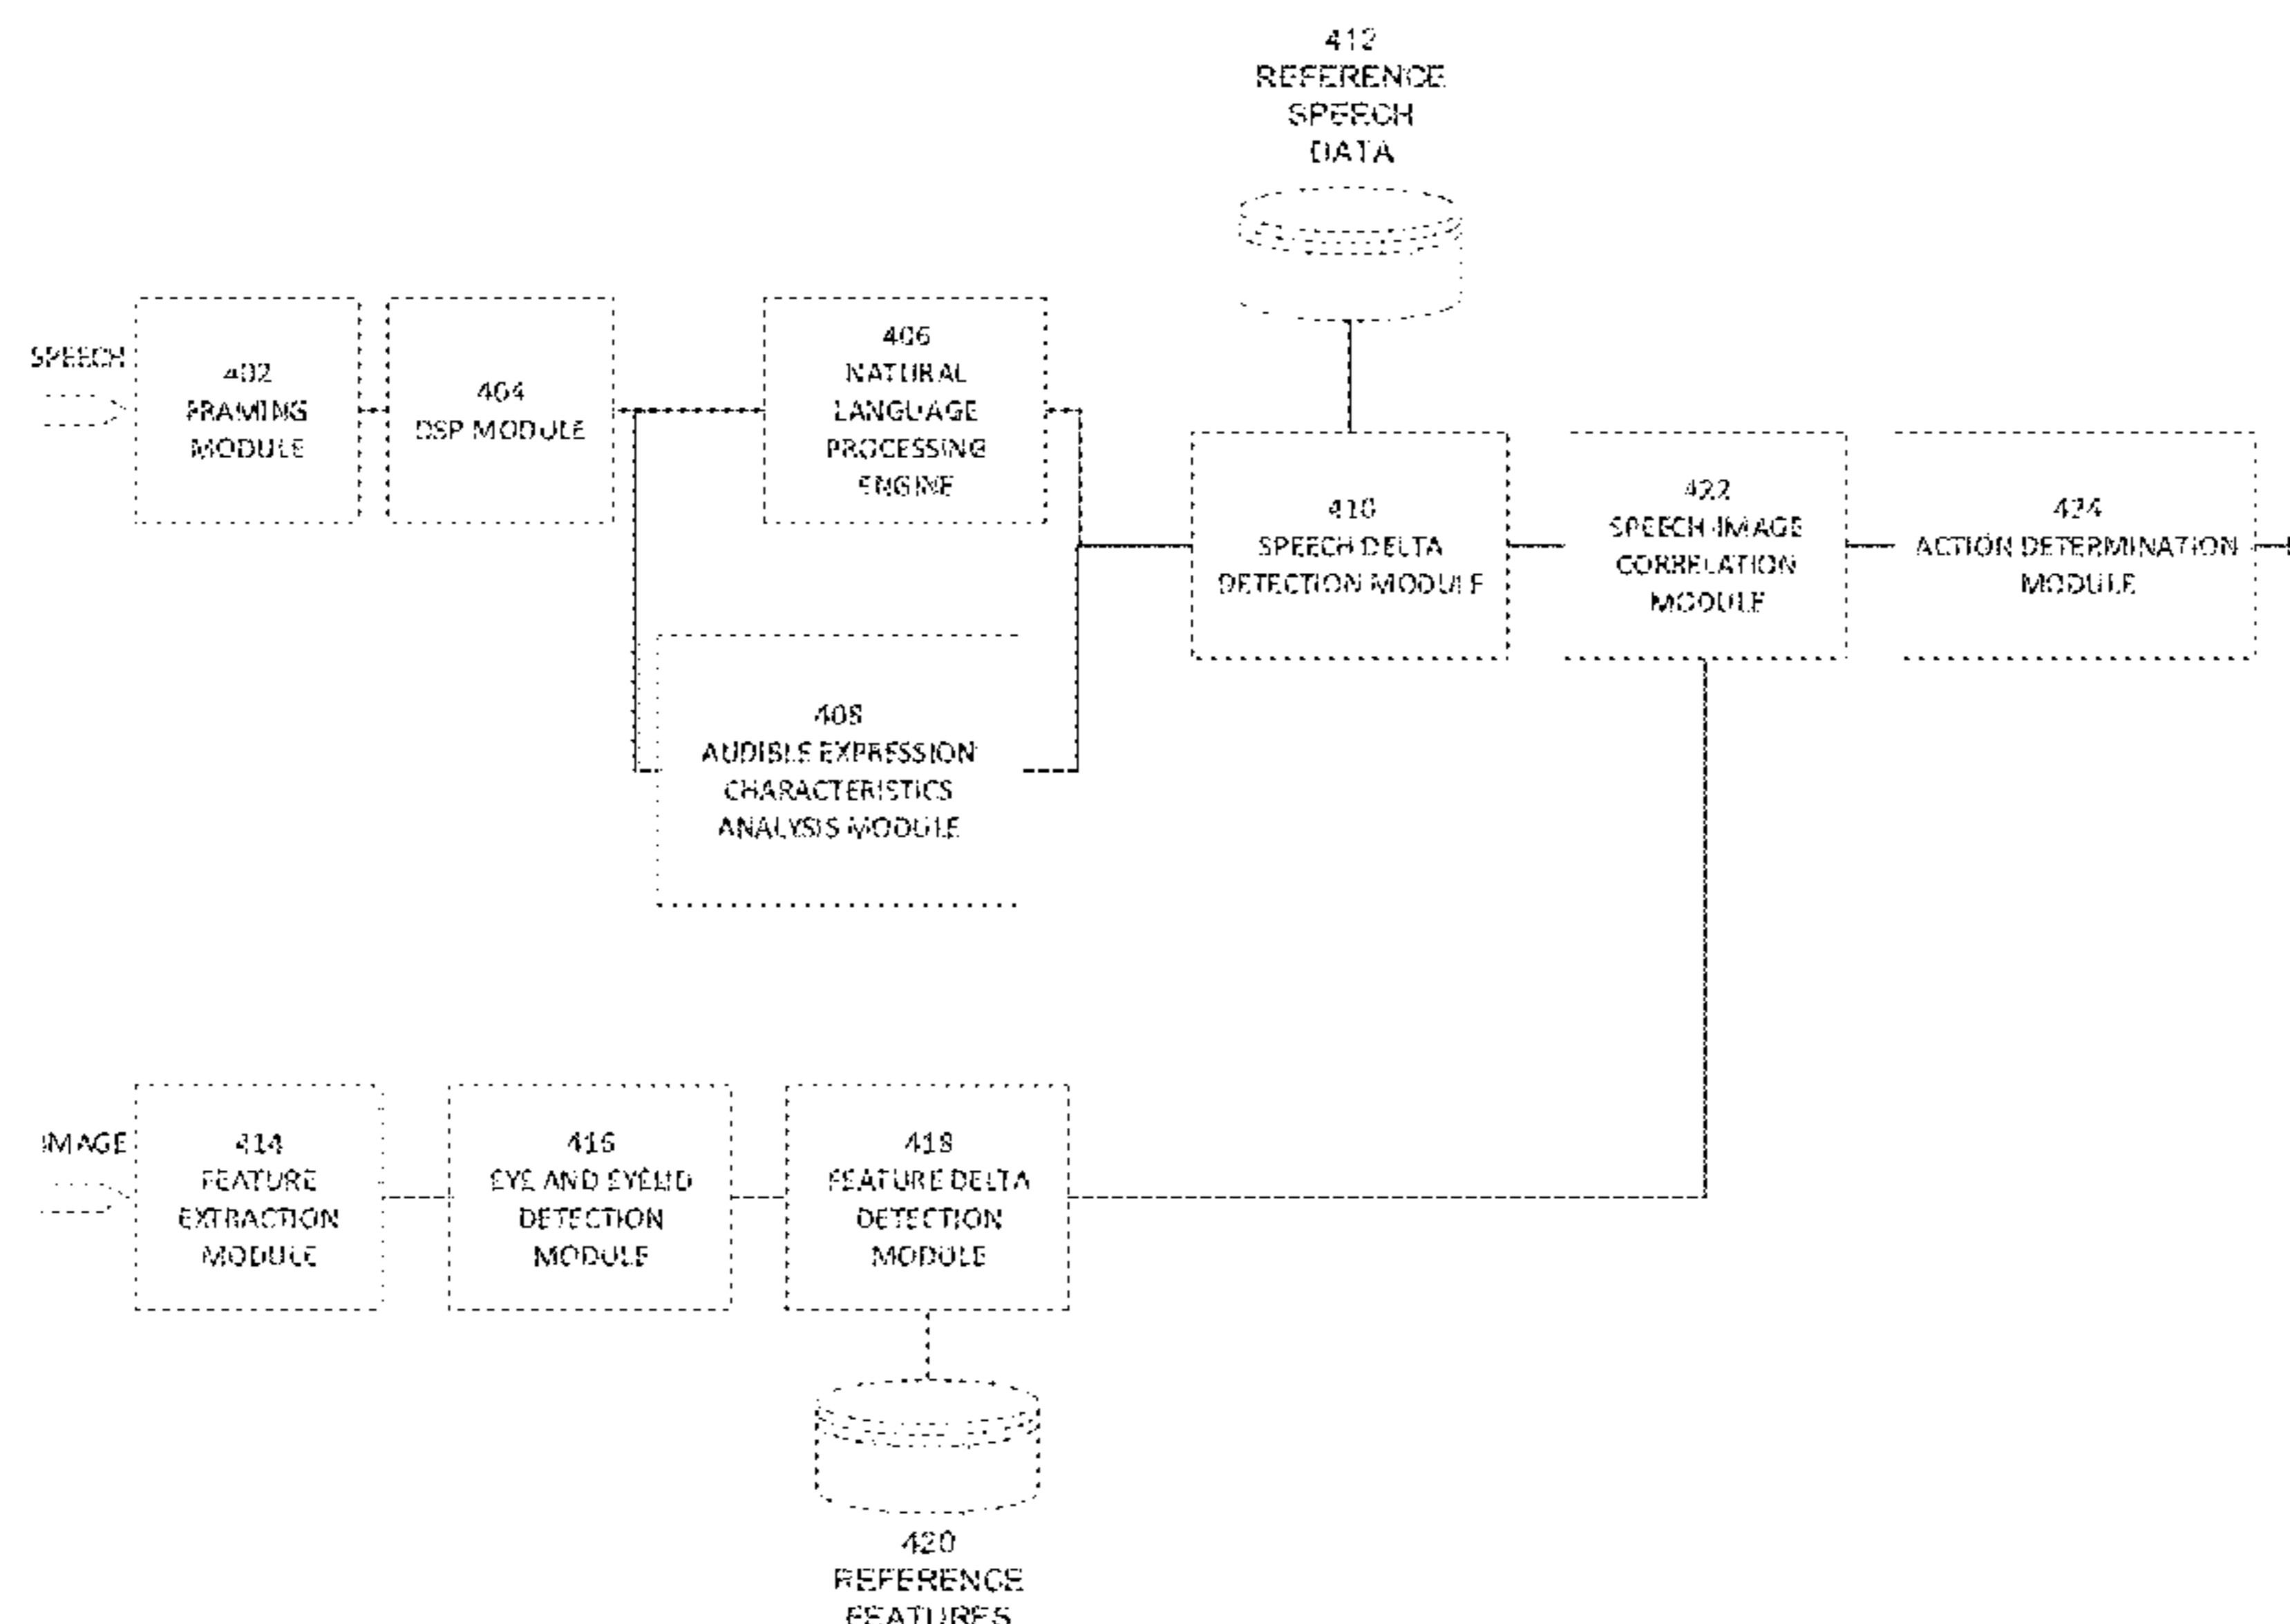 412
REFERENCE
SPEECH
DATA
SPEECH
402
FRAMING
MODULE
404
DSP MODULE
406
NATURAL
LANGUAGE
PROCESSING
ENGINE
408
AUDIBLE EXPRESSION
CHARACTERISTICS
ANALYSIS MODULE
410
SPEECH DELTA
DETECTION MODULE
422
SPEECH-IMAGE
CORRELATION
MODULE
424
ACTION DETERMINATION
MODULE
IMAGE
414
FEATURE
EXTRACTION
MODULE
416
EYE AND EYELID
DETECTION
MODULE
418
FEATURE DELTA
DETECTION
MODULE
420
REFERENCE
FEATURES